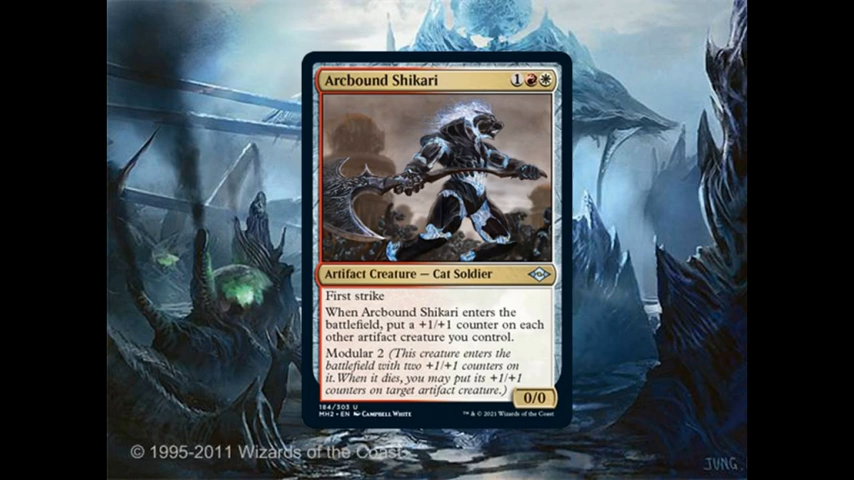 Arcbound Shikari
1
Artifact Creature — Cat Soldier
First strike
When Arcbound Shikari enters the
battlefield, put a +1/+1 counter on each
other artifact creature you control.
Modular 2 (This creature enters the
battlefield with two +1/+1 counters on
it. When it dies, you may put its +1/+1
counters on target artifact creature.)
0/0
184/303 U
MH2 • EN Campbell White
™ & © 2021 Wizards of the Coast
© 1995-2011 Wizards of the Coast
JUNG